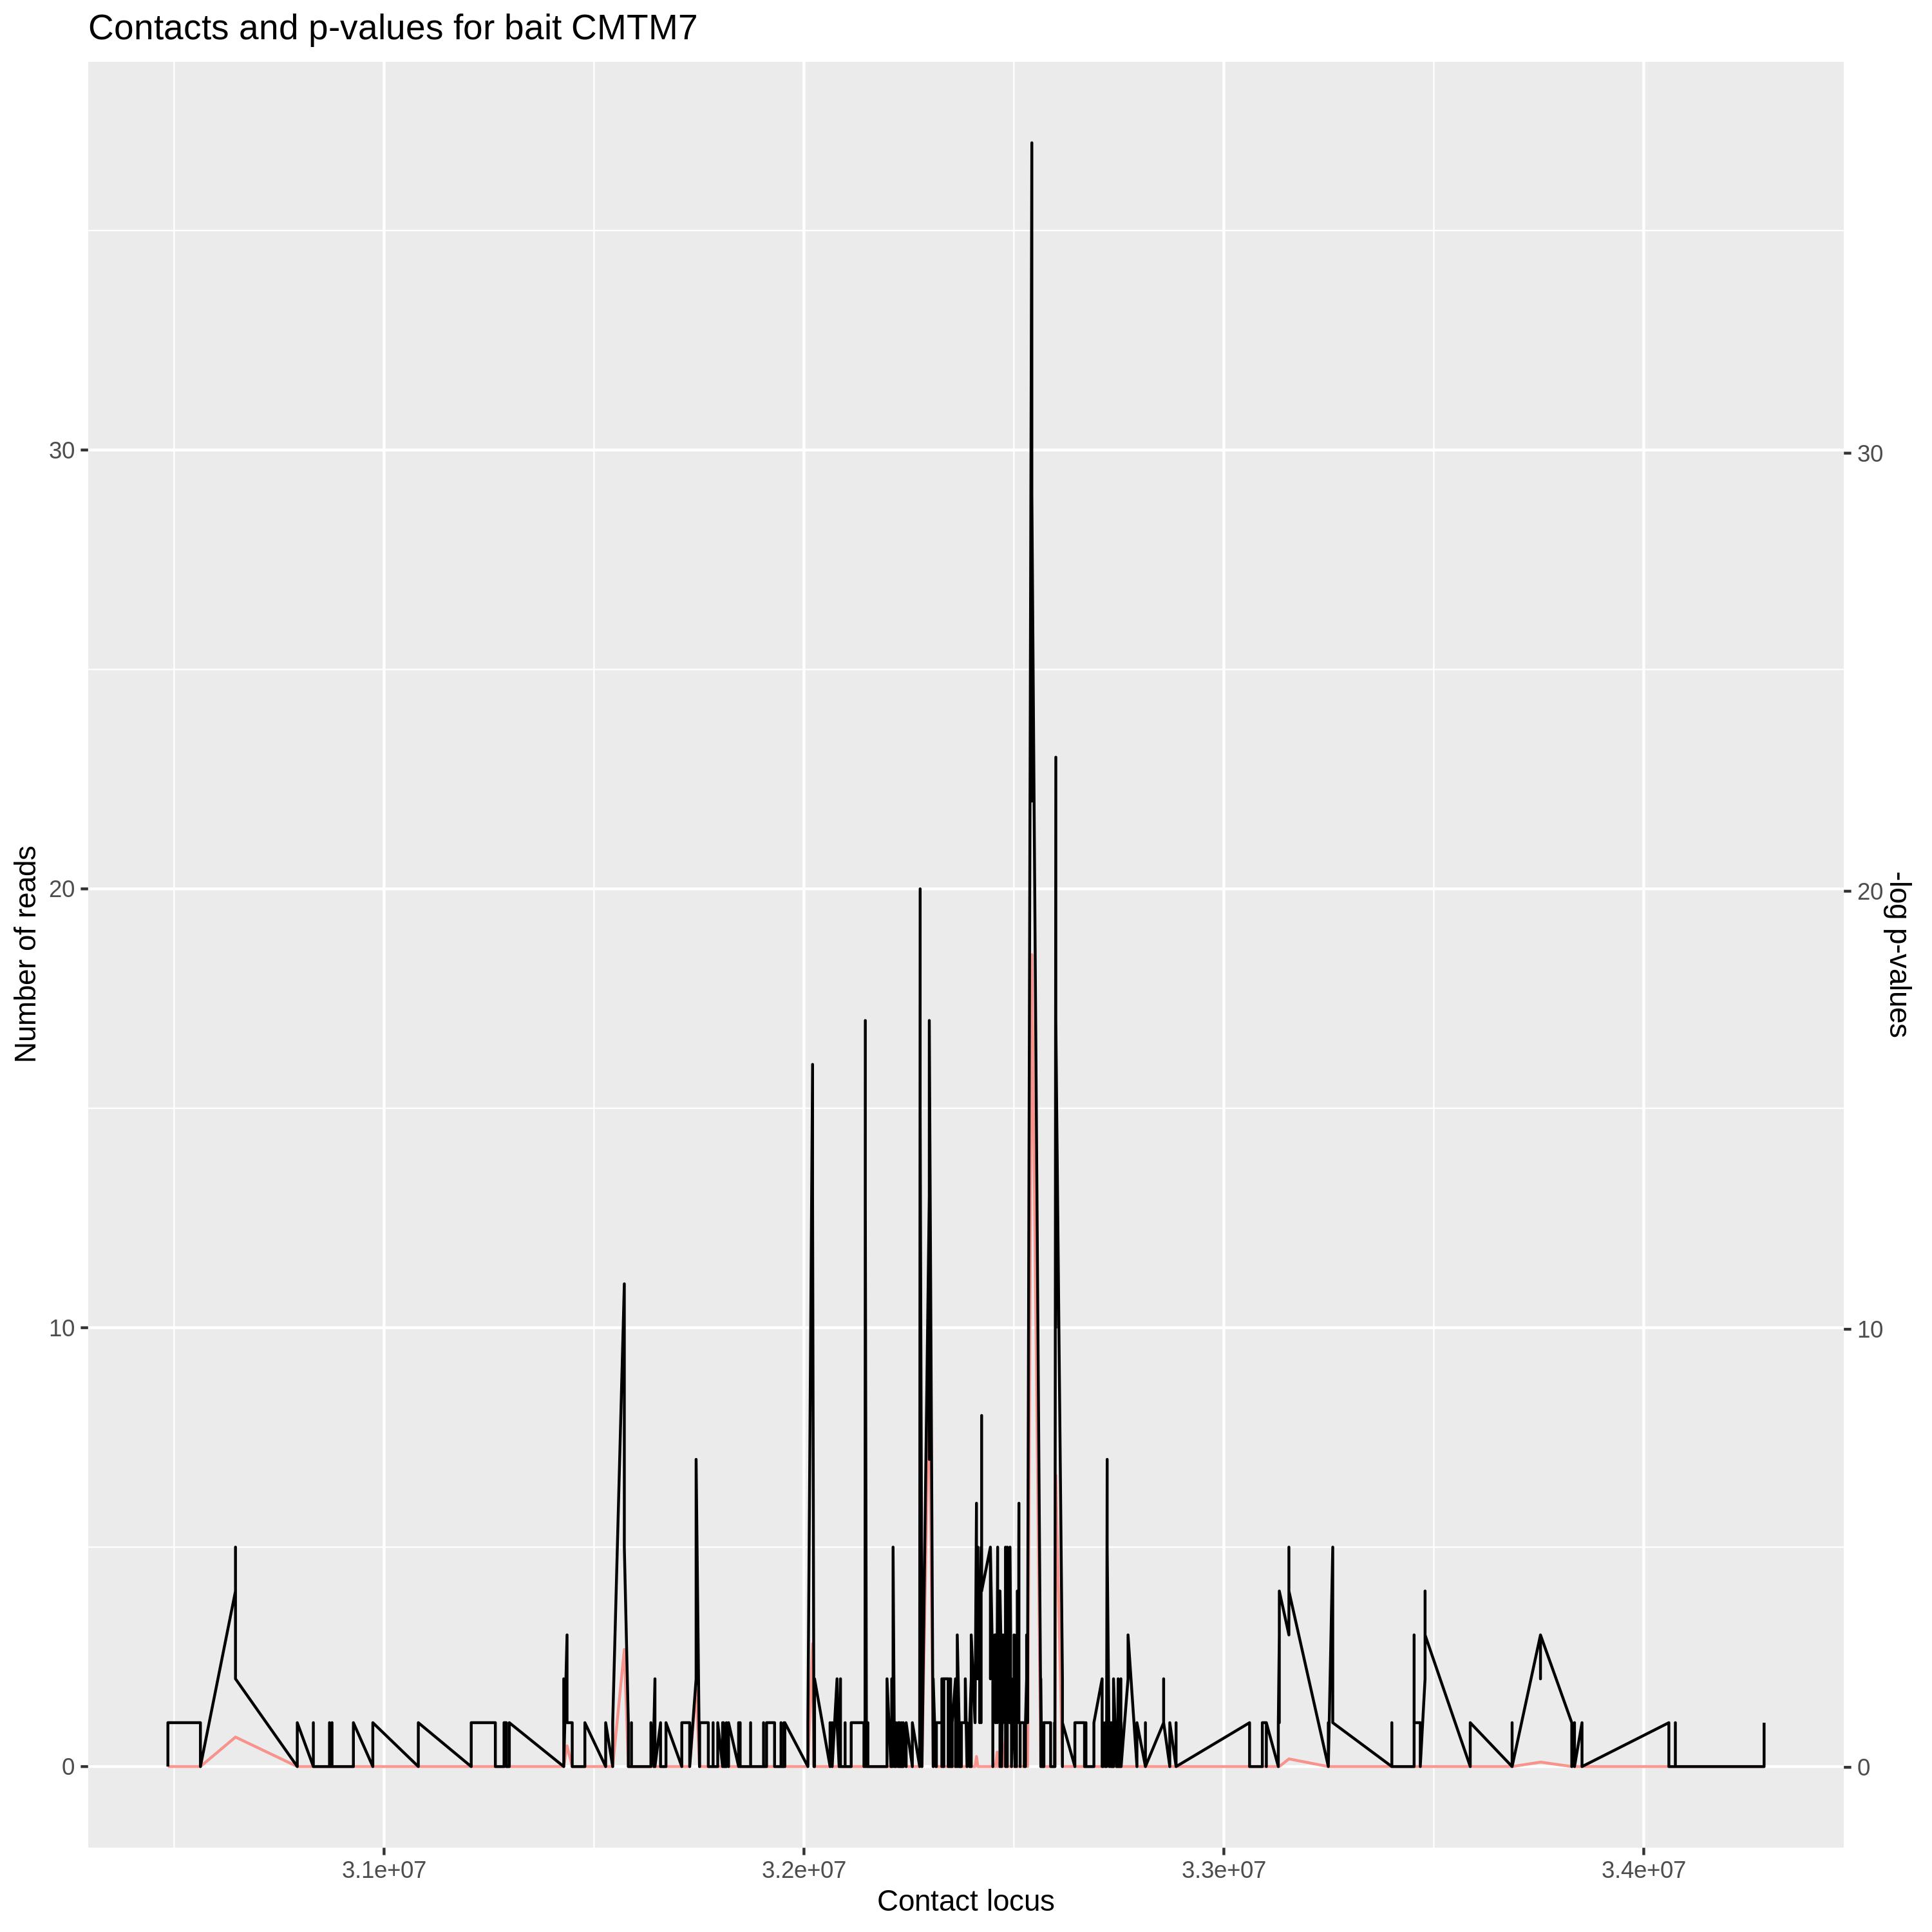 Contacts and p-values for bait CMTM7
30
20
10
0
Number of reads
30
20
10
0
-log p-values
3.1e+07
3.2e+07
3.3e+07
3.4e+07
Contact locus